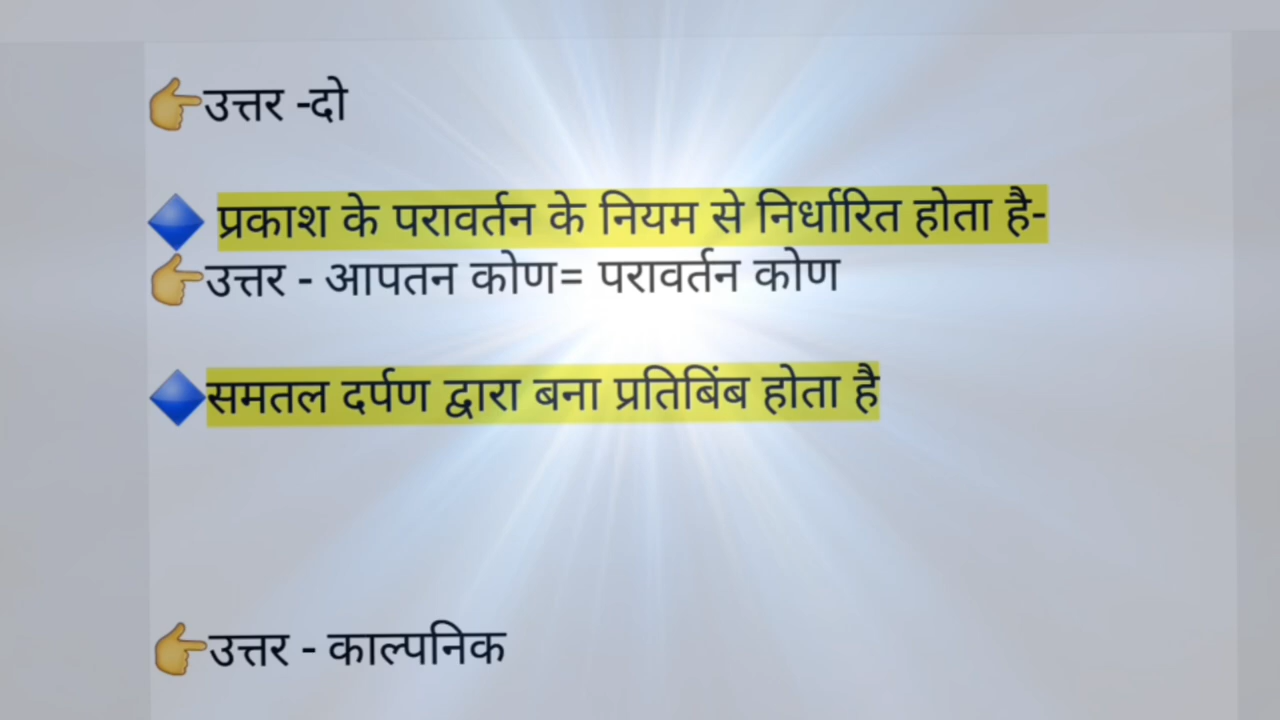 👉उत्तर -दो
🔷 प्रकाश के परावर्तन के नियम से निर्धारित होता है-
👉उत्तर - आपतन कोण= परावर्तन कोण
🔷समतल दर्पण द्वारा बना प्रतिबिंब होता है
👉उत्तर - काल्पनिक